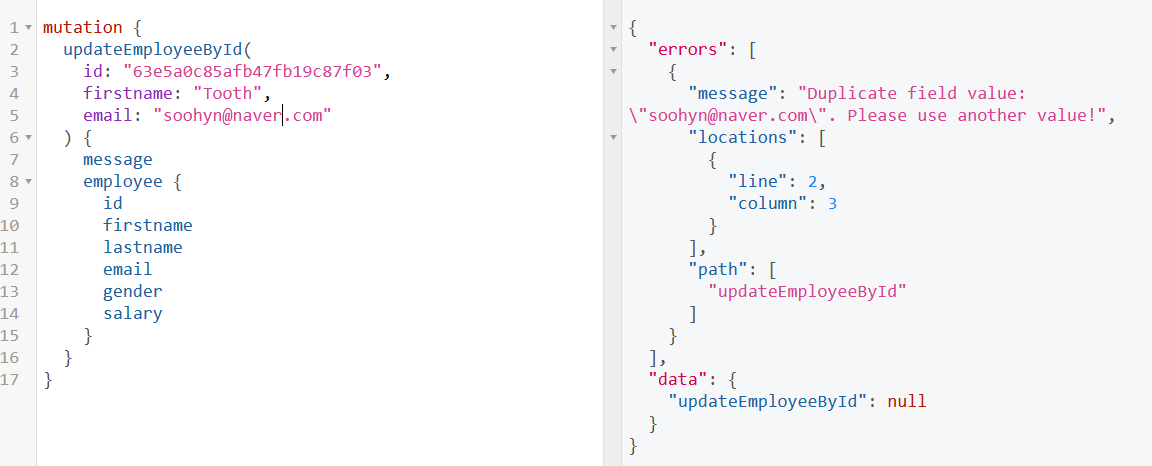 1 mutation {
2 updateEmployeeById(
3 id: "63e5a0c85afb47fb19c87f03",
4 firstname: "Tooth",
5 email: "soohyn@naver.com"
6 ) {
7 message
8 employee {
9 id
10 firstname
11 lastname
12 email
13 gender
14 salary
15 }
16 }
17 }
{
"errors": [
{
"message": "Duplicate field value:
\"soohyn@naver.com\". Please use another value!",
"locations": [
{
"line": 2,
"column": 3
}
],
"path": [
"updateEmployeeById"
]
}
],
"data": {
"updateEmployeeById": null
}
}